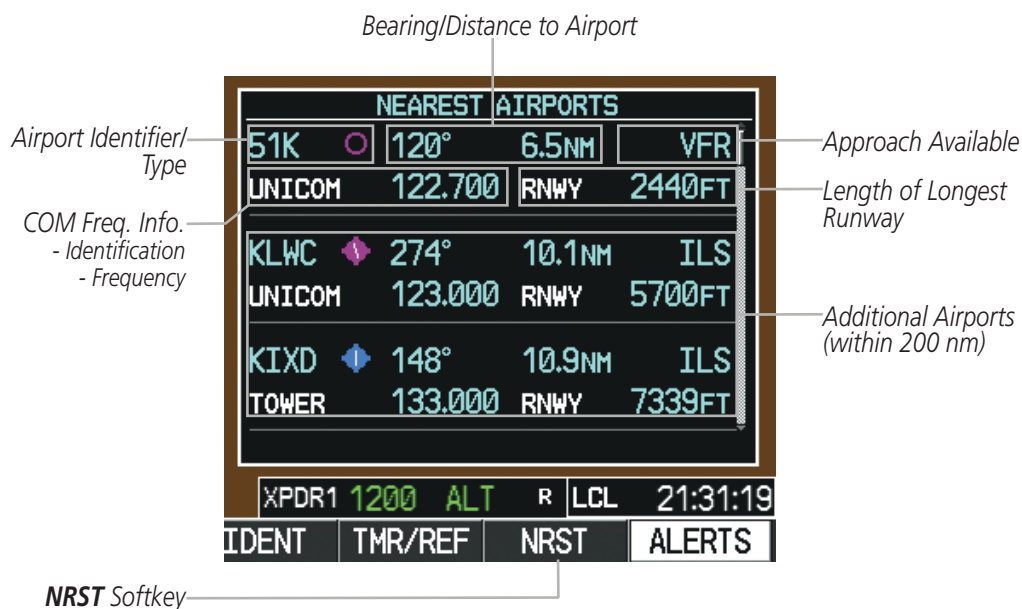 Bearing/Distance to Airport
NEAREST AIRPORTS
Airport Identifier/
Type
51K 120° 6.5NM VFR
Approach Available
UNICOM 122.700 RNWY 2440FT
Length of Longest
Runway
COM Freq. Info.
- Identification
- Frequency
KLWC 274° 10.1NM ILS
UNICOM 123.000 RNWY 5700FT
Additional Airports
(within 200 nm)
KIXD 148° 10.9NM ILS
TOWER 133.000 RNWY 7339FT
XPDR1 1200 ALT R LCL 21:31:19
IDENT TMR/REF NRST ALERTS
NRST Softkey